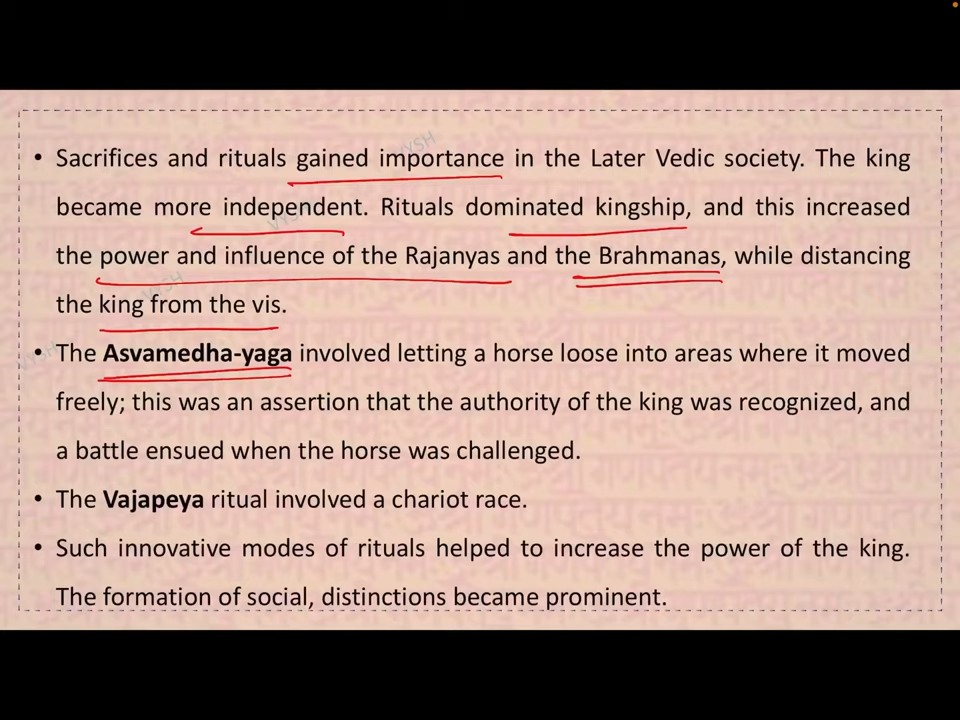 • Sacrifices and rituals gained importance in the Later Vedic society. The king
became more independent. Rituals dominated kingship, and this increased
the power and influence of the Rajanyas and the Brahmanas, while distancing
the king from the vis.
• The Asvamedha-yaga involved letting a horse loose into areas where it moved
freely; this was an assertion that the authority of the king was recognized, and
a battle ensued when the horse was challenged.
• The Vajapeya ritual involved a chariot race.
• Such innovative modes of rituals helped to increase the power of the king.
The formation of social, distinctions became prominent.